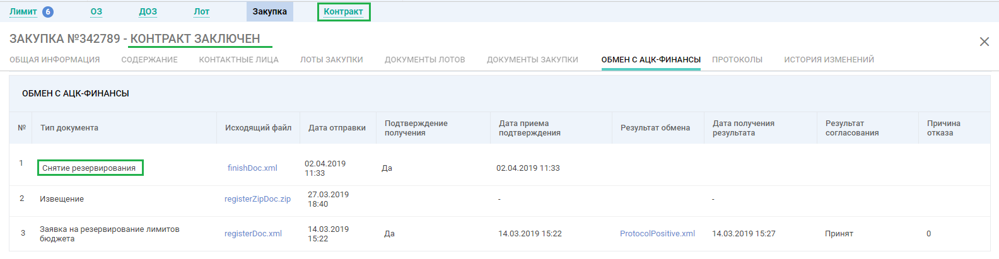 Лимит 6 ОЗ ДОЗ Лот Закупка Контракт
ЗАКУПКА №342789 - КОНТРАКТ ЗАКЛЮЧЕН
ОБЩАЯ ИНФОРМАЦИЯ СОДЕРЖАНИЕ КОНТАКТНЫЕ ЛИЦА ЛОТЫ ЗАКУПКИ ДОКУМЕНТЫ ЛОТОВ ДОКУМЕНТЫ ЗАКУПКИ ОБМЕН С АЦК-ФИНАНСЫ ПРОТОКОЛЫ ИСТОРИЯ ИЗМЕНЕНИЙ
ОБМЕН С АЦК-ФИНАНСЫ
№ Тип документа Исходящий файл Дата отправки Подтверждение получения Дата приема подтверждения Результат обмена Дата получения результата Результат согласования Причина отказа
1 Снятие резервирования finishDoc.xml 02.04.2019 11:33 Да 02.04.2019 11:33
2 Извещение registerZipDoc.zip 27.03.2019 18:40 - -
3 Заявка на резервирование лимитов бюджета registerDoc.xml 14.03.2019 15:22 Да 14.03.2019 15:22 ProtocolPositive.xml 14.03.2019 15:27 Принят 0